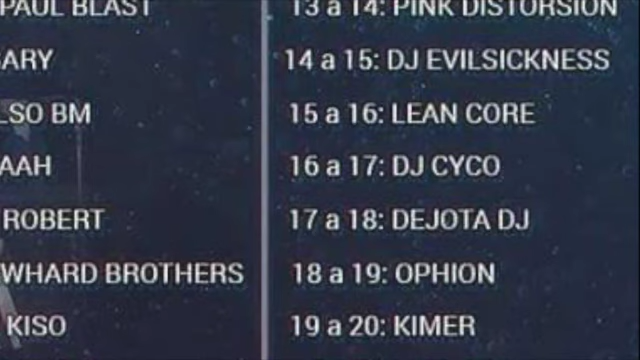 PAUL BLAST
ARY
LSO BM
AAH
ROBERT
WHARD BROTHERS
KISO
13 a 14: PINK DISTORSION
14 a 15: DJ EVILSICKNESS
15 a 16: LEAN CORE
16 a 17: DJ CYCO
17 a 18: DEJOTA DJ
18 a 19: OPHION
19 a 20: KIMER